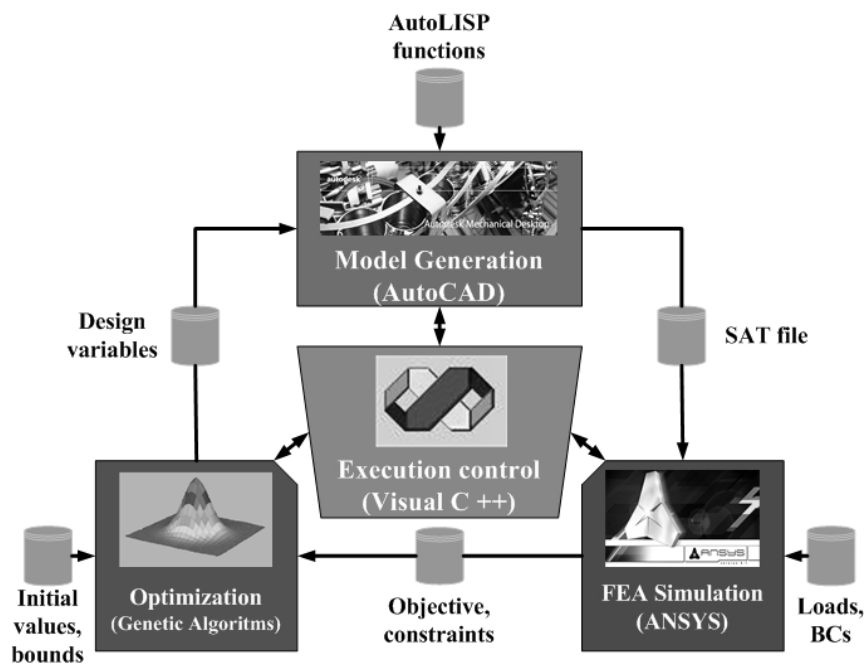 AutoLISP
functions
autodesk
Autodesk Mechanical Desktop
Model Generation
(AutoCAD)
Design
variables
SAT file
Execution control
(Visual C ++)
ANSYS
Initial
values,
bounds
Optimization
(Genetic Algoritms)
Objective,
constraints
FEA Simulation
(ANSYS)
Loads,
BCs